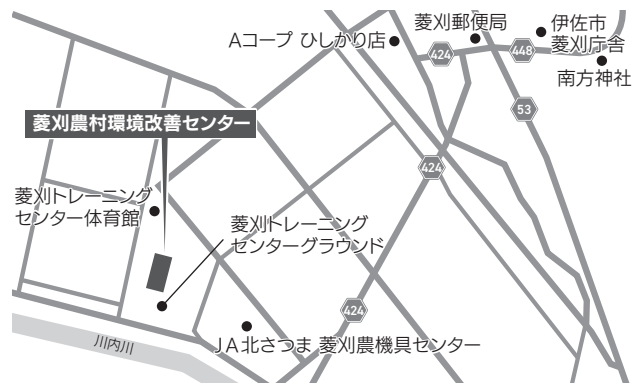 菱刈郵便局
伊佐市
菱刈庁舎
Aコープ ひしかり店
424
448
南方神社
53
菱刈農村環境改善センター
424
菱刈トレーニング
センター体育館
菱刈トレーニング
センターグラウンド
424
川内川
JA北さつま 菱刈農機具センター